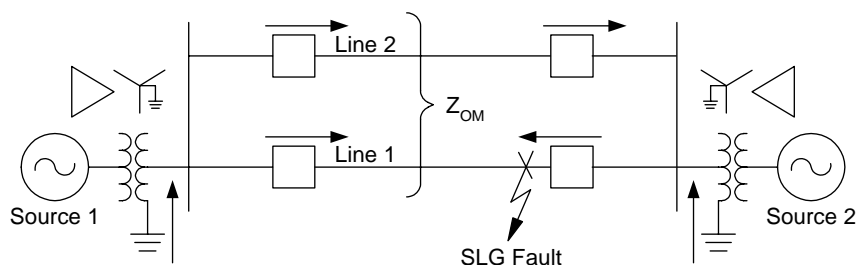 Line 2
Z_OM
Line 1
Source 1
Source 2
SLG Fault